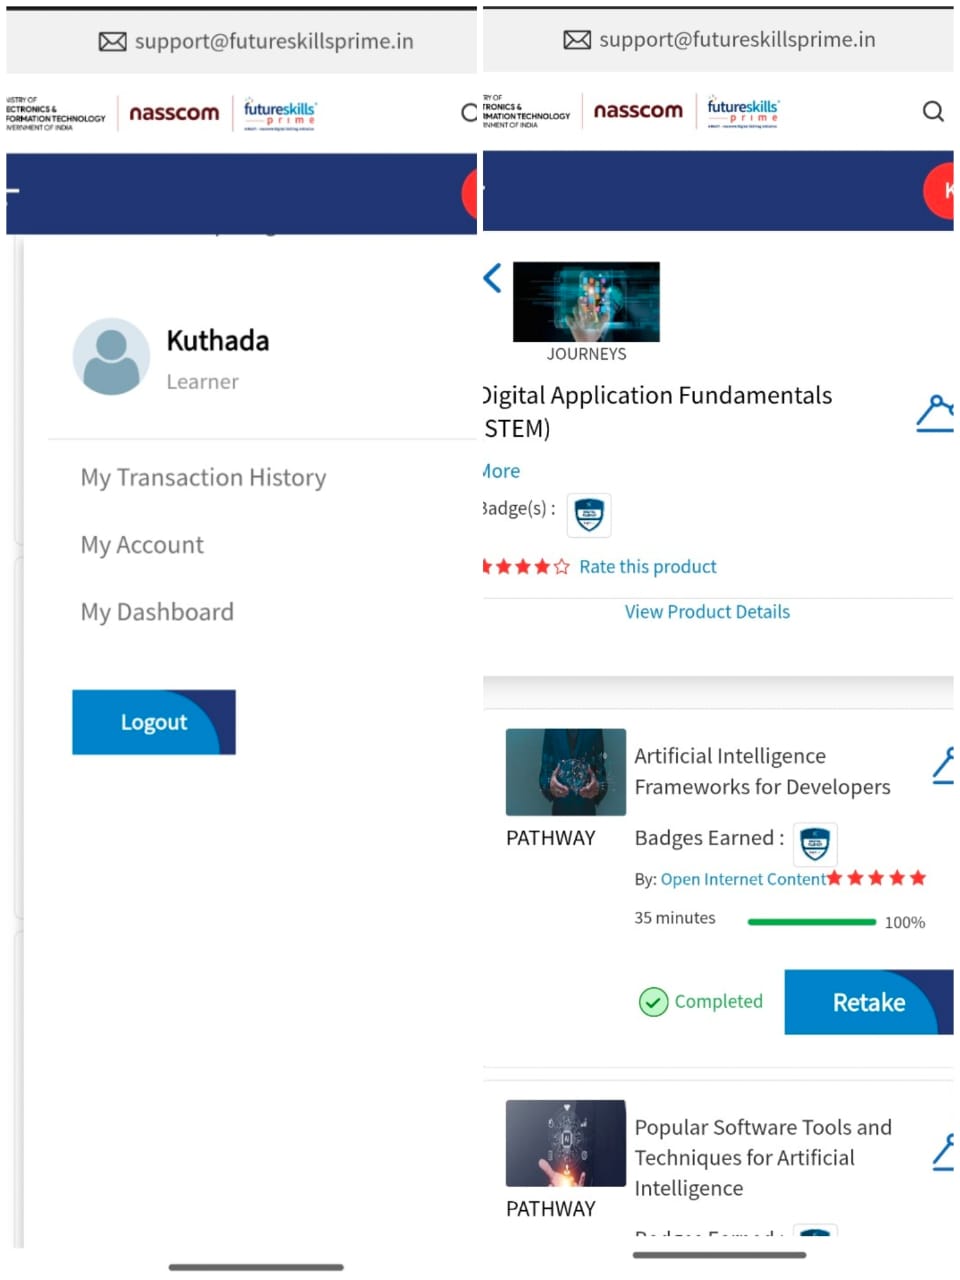 support@futureskillsprime.in
ISTRY OF
ECTRONICS &
FORMATION TECHNOLOGY
VERNMENT OF INDIA
nasscom
futureskills
prime
Kuthada
Learner
My Transaction History
My Account
My Dashboard
Logout
support@futureskillsprime.in
RY OF
TRONICS &
MATION TECHNOLOGY
NMENT OF INDIA
nasscom
futureskills
prime
K
JOURNEYS
Digital Application Fundamentals
STEM)
More
Badge(s) :
Rate this product
View Product Details
PATHWAY
Artificial Intelligence
Frameworks for Developers
Badges Earned :
By: Open Internet Content
35 minutes
100%
Completed
Retake
PATHWAY
Popular Software Tools and
Techniques for Artificial
Intelligence
Badges Earned :